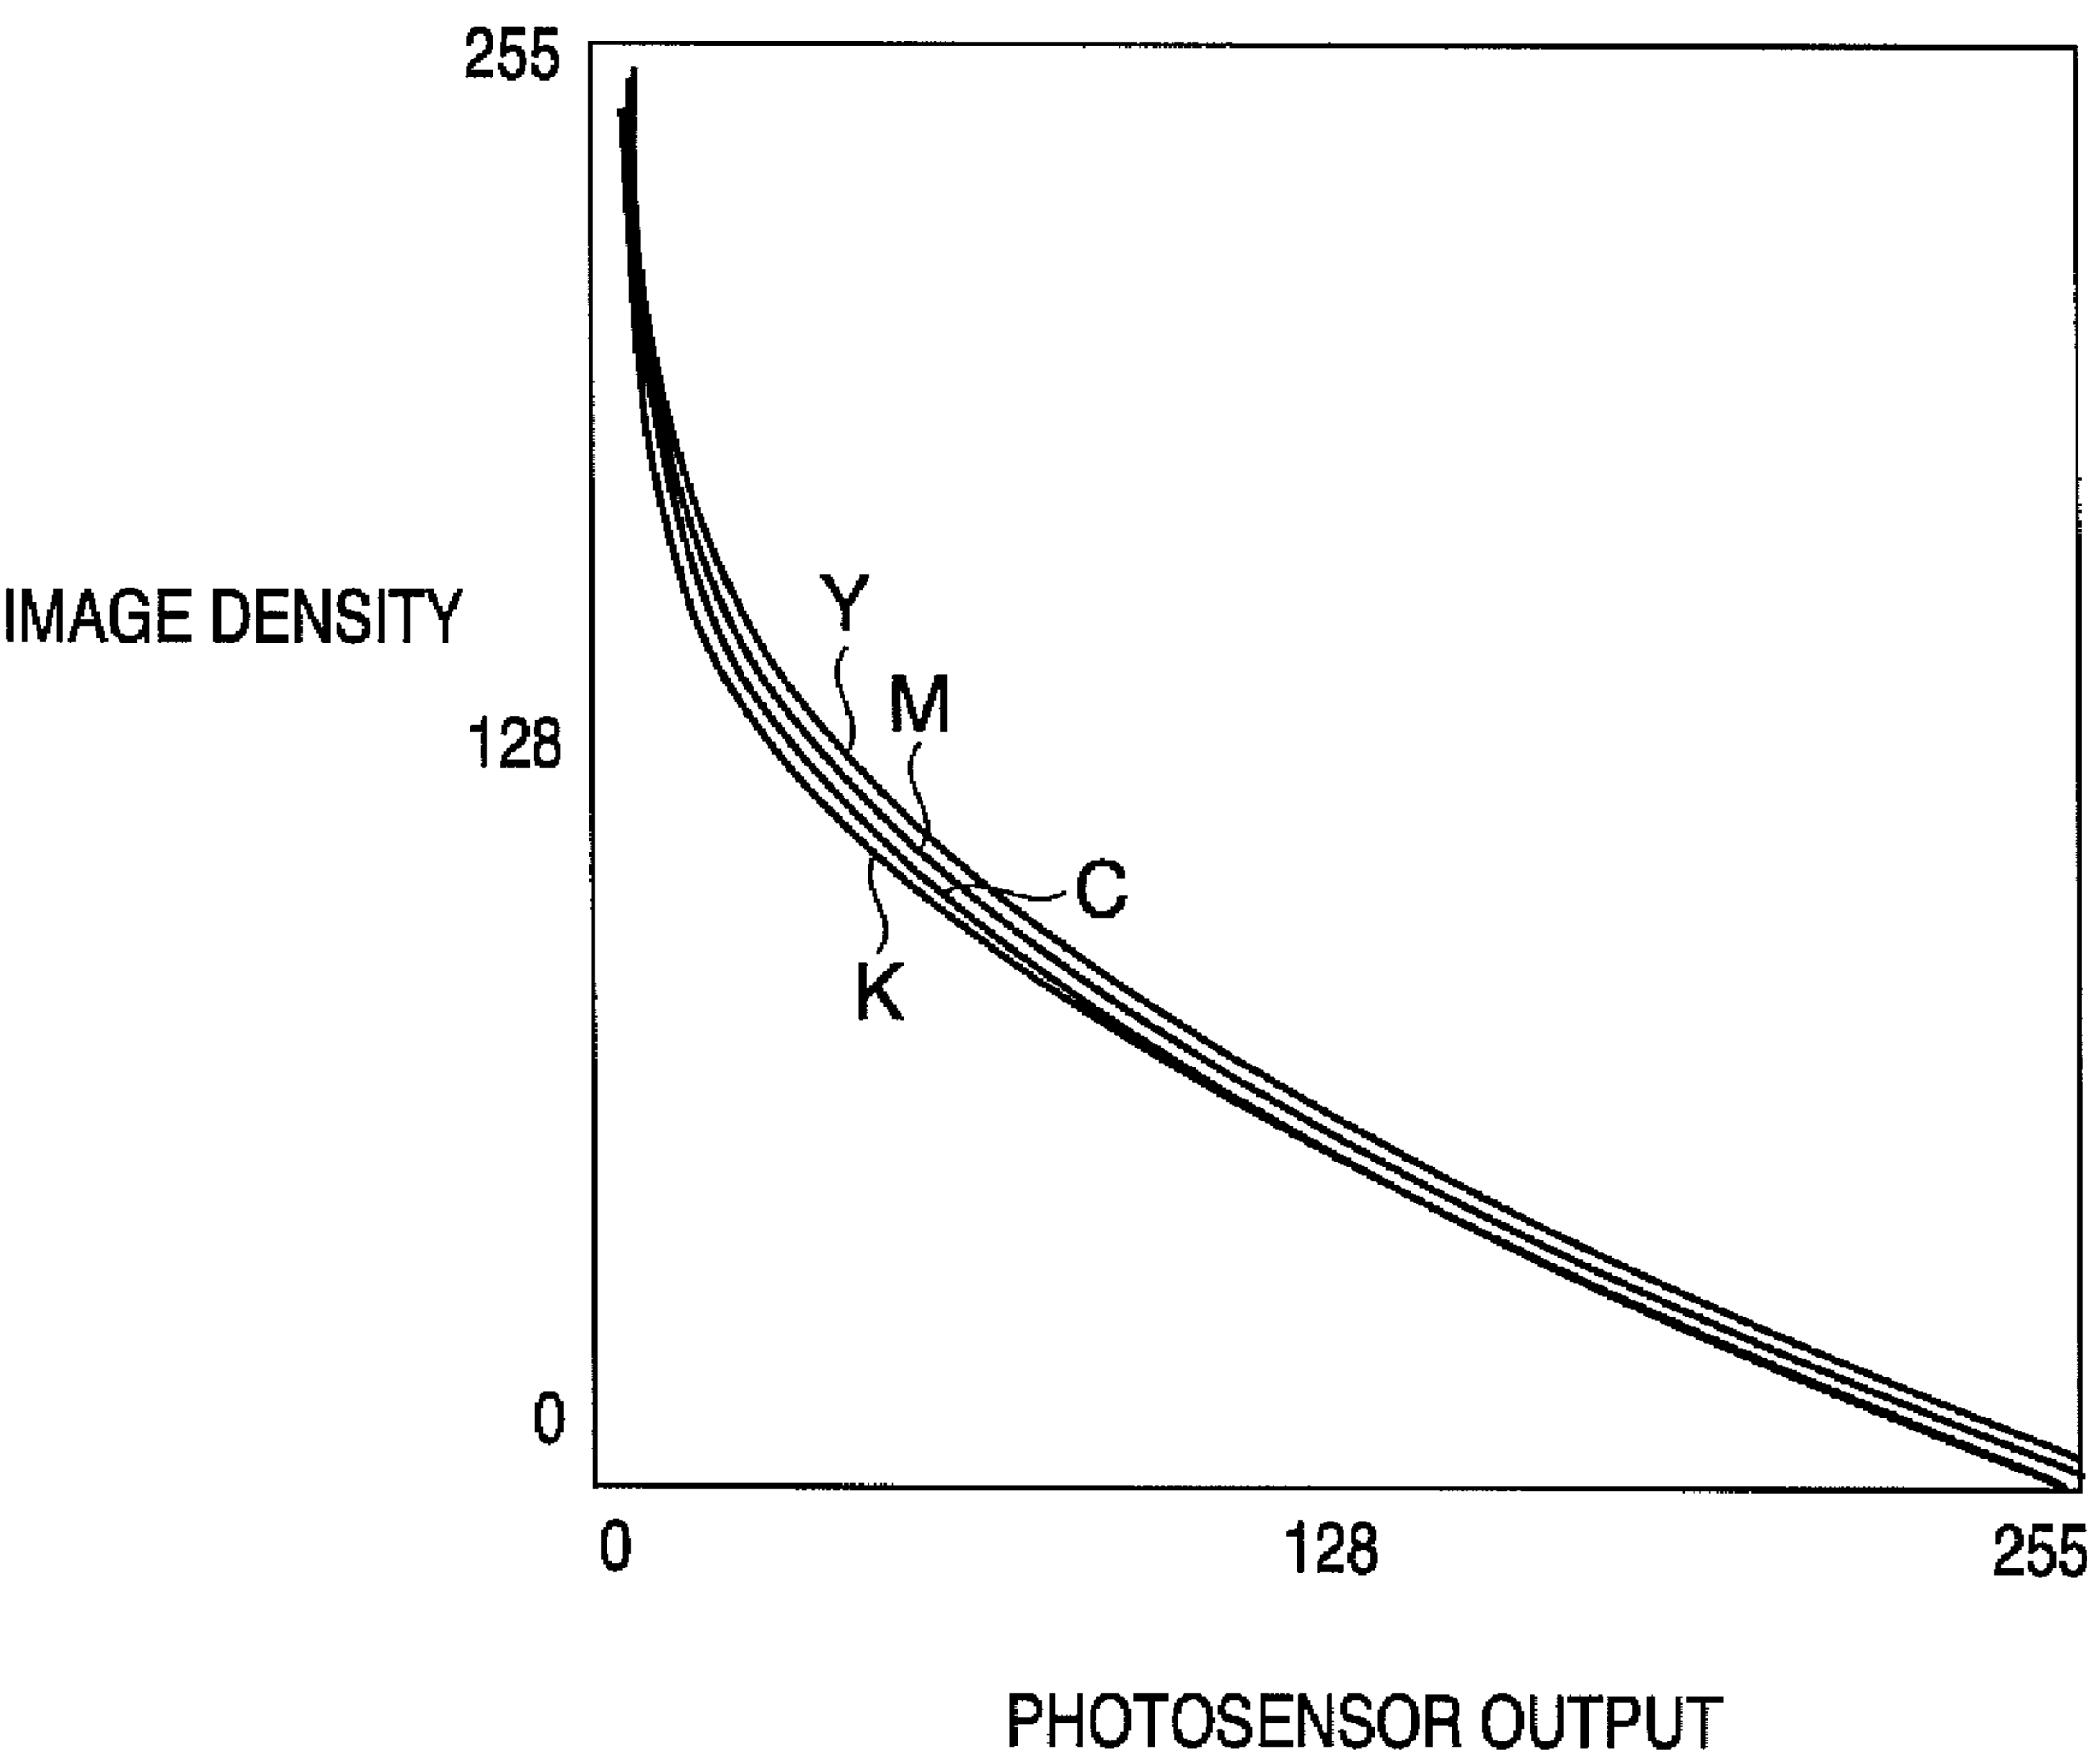 255
IMAGE DENSITY
Y
M
128
C
K
0
0 128 255
PHOTOSENSOR OUTPUT